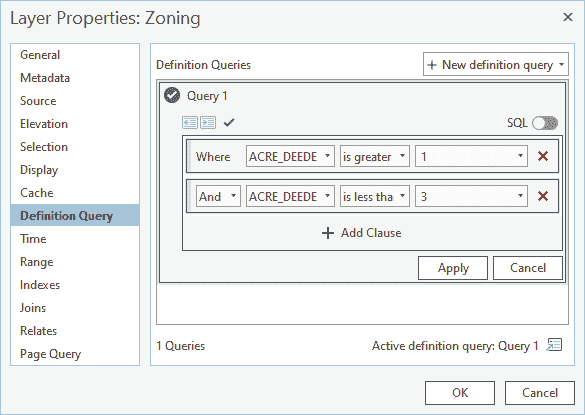 Layer Properties: Zoning
General
Metadata
Source
Elevation
Selection
Display
Cache
Definition Query
Time
Range
Indexes
Joins
Relates
Page Query
Definition Queries
New definition query
Query 1
SQL
Where ACRE_DEEDE is greater 1
And ACRE_DEEDE is less tha 3
Add Clause
Apply Cancel
1 Queries Active definition query: Query 1
OK Cancel